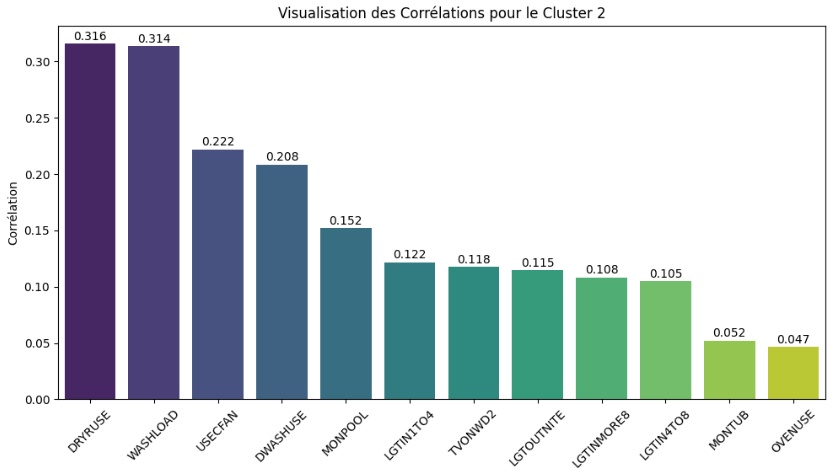 Visualisation des Corrélations pour le Cluster 2
Corrélation
0.30
0.25
0.20
0.15
0.10
0.05
0.00
0.316
0.314
0.222
0.208
0.152
0.122
0.118
0.115
0.108
0.105
0.052
0.047
DRYRUSE
WASHLOAD
USECFAN
DWASHUSE
MONPOOL
LGTIN1TO4
TVONWD2
LGTOUTNITE
LGTINMORE8
LGTIN4TO8
MONTUB
OVENUSE